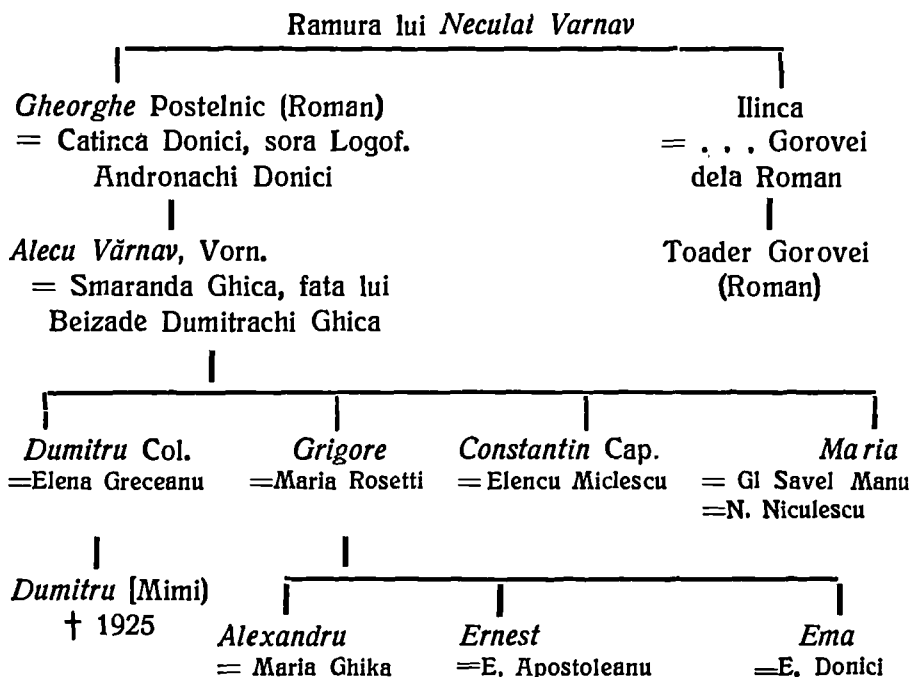 Ramura lui Neculai Varnav
Gheorghe Postelnic (Roman)
= Catinca Donici, sora Logof.
Andronachi Donici
Ilinca
= . . . Gorovei
dela Roman
Alecu Vărnav, Vorn.
= Smaranda Ghica, fata lui
Beizade Dumitrachi Ghica
Toader Gorovei
(Roman)
Dumitru Col.
=Elena Greceanu
Grigore
=Maria Rosetti
Constantin Cap.
=Elencu Miclescu
Maria
= Gl Savel Manu
=N. Niculescu
Dumitru [Mimi)
† 1925
Alexandru
= Maria Ghika
Ernest
=E. Apostoleanu
Ema
=E. Donici